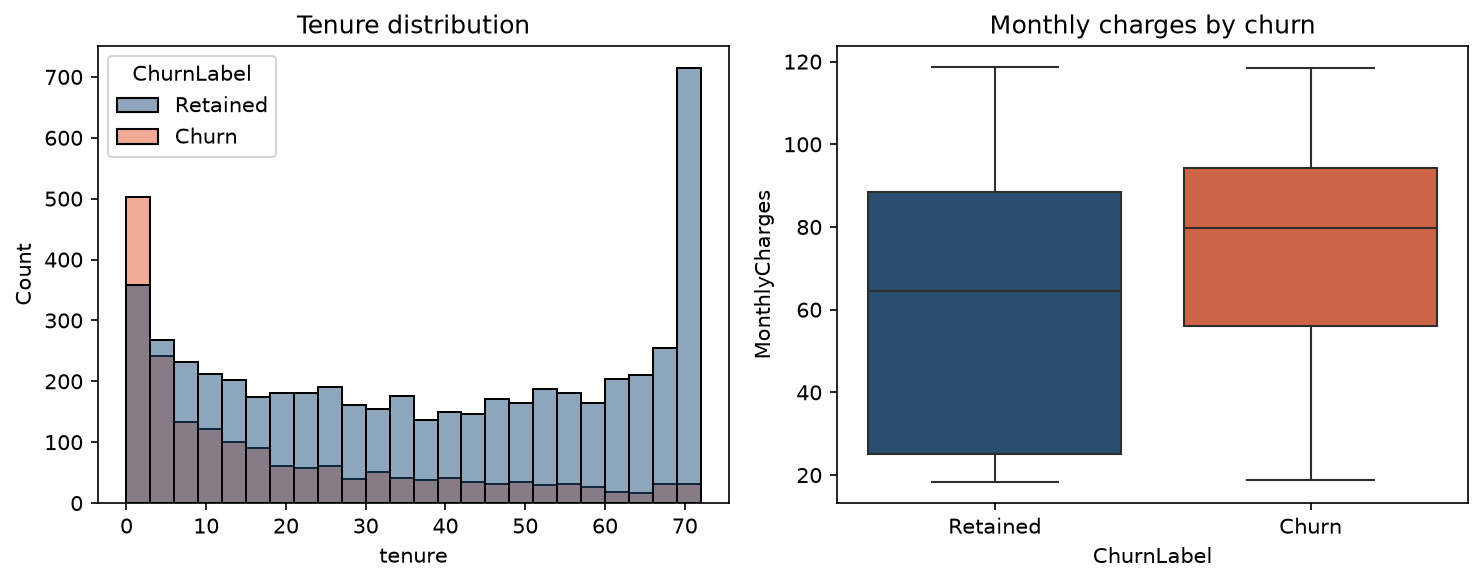 Tenure distribution
ChurnLabel
Retained
Churn
Count
700
600
500
400
300
200
100
0
0 10 20 30 40 50 60 70
tenure
Monthly charges by churn
MonthlyCharges
120
100
80
60
40
20
Retained Churn
ChurnLabel